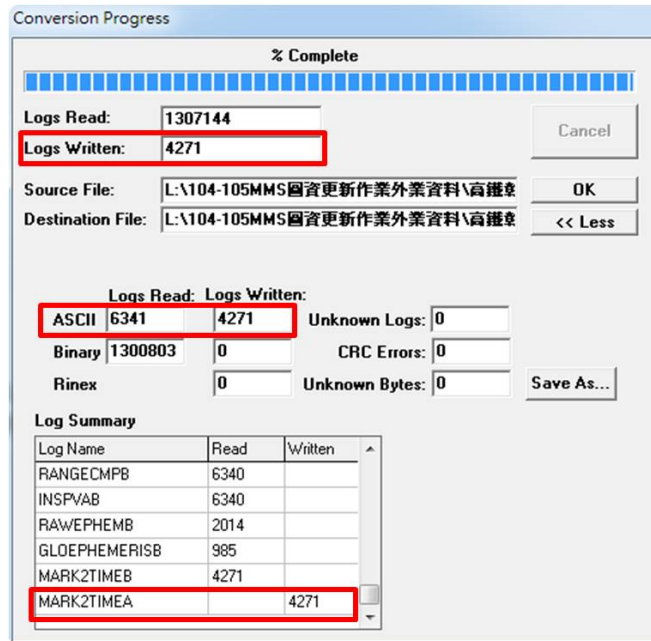 Conversion Progress
% Complete
Logs Read: 1307144
Cancel
Logs Written: 4271
Source File: L:\104-105MMS圖資更新作業外業資料\高鐵彰 OK
Destination File: L:\104-105MMS圖資更新作業外業資料\高鐵彰 << Less
Logs Read: Logs Written:
ASCII 6341 4271 Unknown Logs: 0
Binary 1300803 0 CRC Errors: 0
Rinex 0 Unknown Bytes: 0 Save As...
Log Summary
Log Name Read Written
RANGECMPB 6340
INSPVAB 6340
RAWEPHEMB 2014
GLOEPHEMERISB 985
MARK2TIMEB 4271
MARK2TIMEA 4271